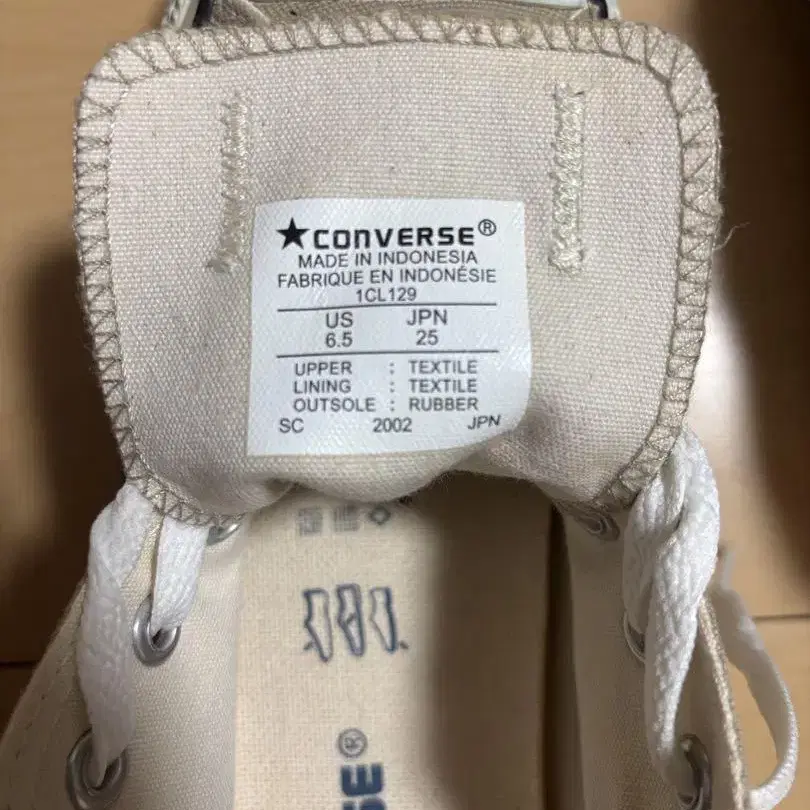 ★CONVERSE®
MADE IN INDONESIA
FABRIQUE EN INDONÉSIE
1CL129
US JPN
6.5 25
UPPER : TEXTILE
LINING : TEXTILE
OUTSOLE : RUBBER
SC 2002 JPN
®